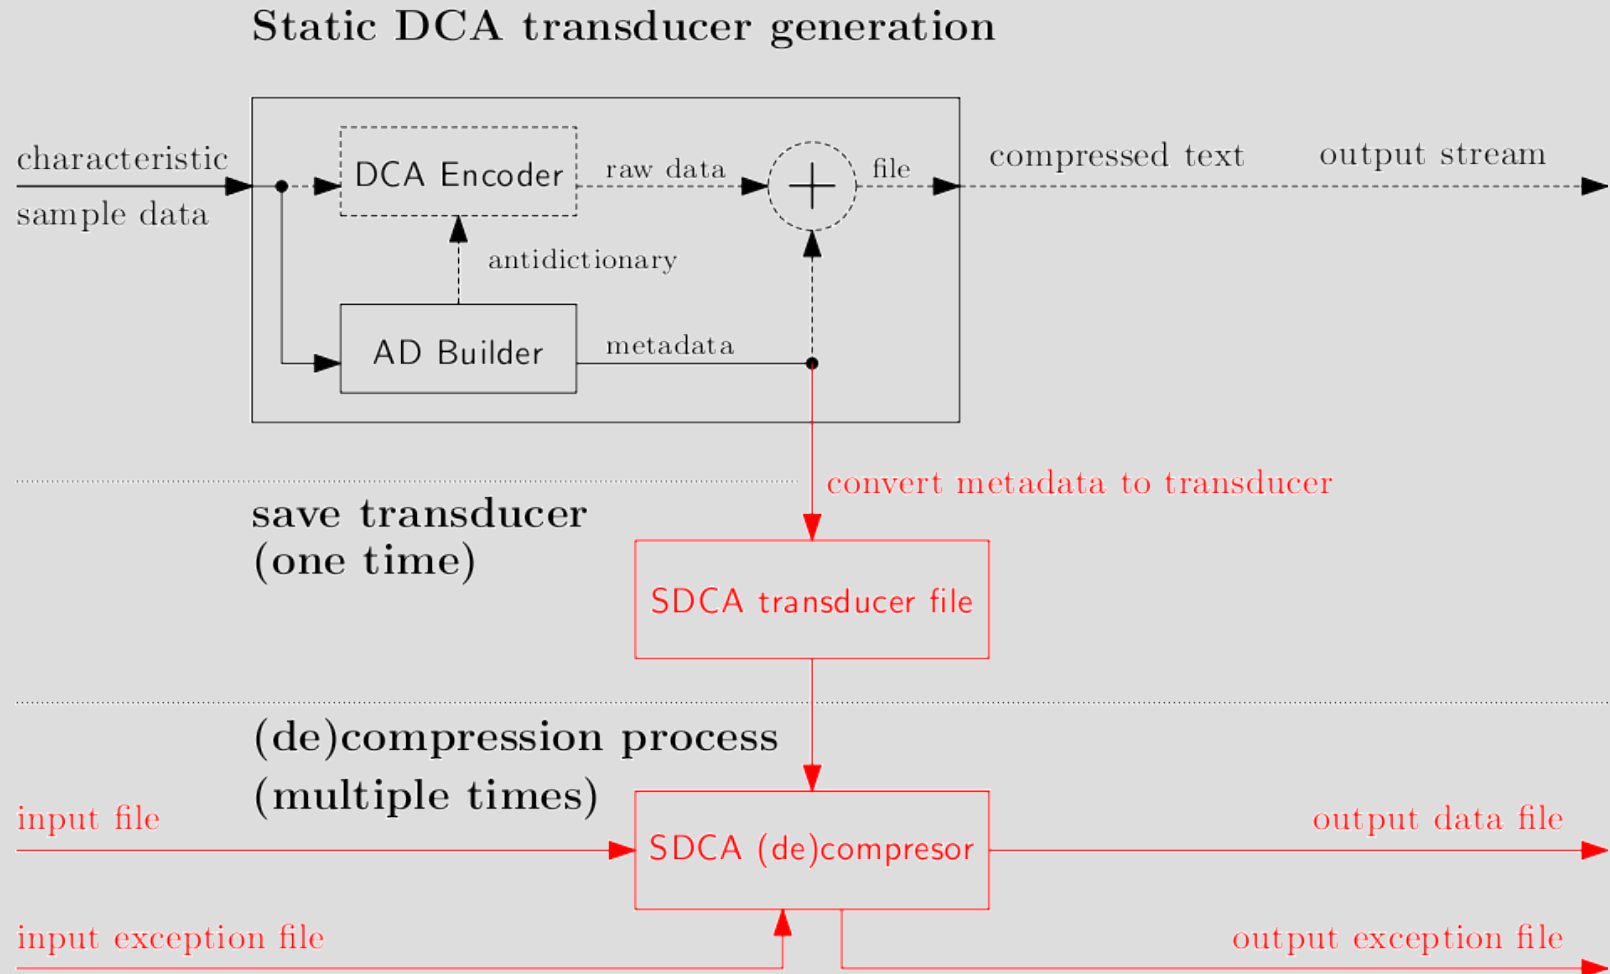 Static DCA transducer generation
characteristic
sample data
DCA Encoder
raw data
+
file
compressed text
output stream
antidictionary
AD Builder
metadata
convert metadata to transducer
save transducer
(one time)
SDCA transducer file
(de)compression process
(multiple times)
input file
SDCA (de)compresor
output data file
input exception file
output exception file